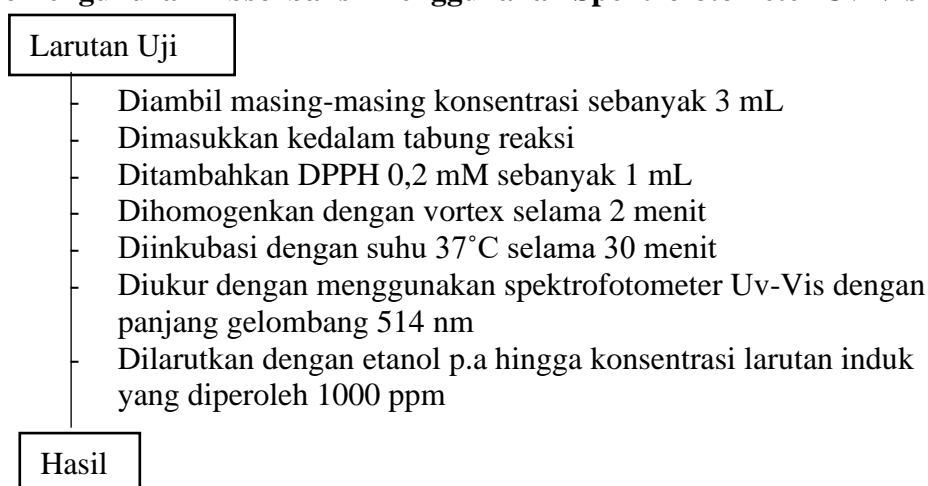 Menggunakan Spektrofotometer Uv-Vis
Larutan Uji
- Diambil masing-masing konsentrasi sebanyak 3 mL
- Dimasukkan kedalam tabung reaksi
- Ditambahkan DPPH 0,2 mM sebanyak 1 mL
- Dihomogenkan dengan vortex selama 2 menit
- Diinkubasi dengan suhu 37˚C selama 30 menit
- Diukur dengan menggunakan spektrofotometer Uv-Vis dengan
panjang gelombang 514 nm
- Dilarutkan dengan etanol p.a hingga konsentrasi larutan induk
yang diperoleh 1000 ppm
Hasil